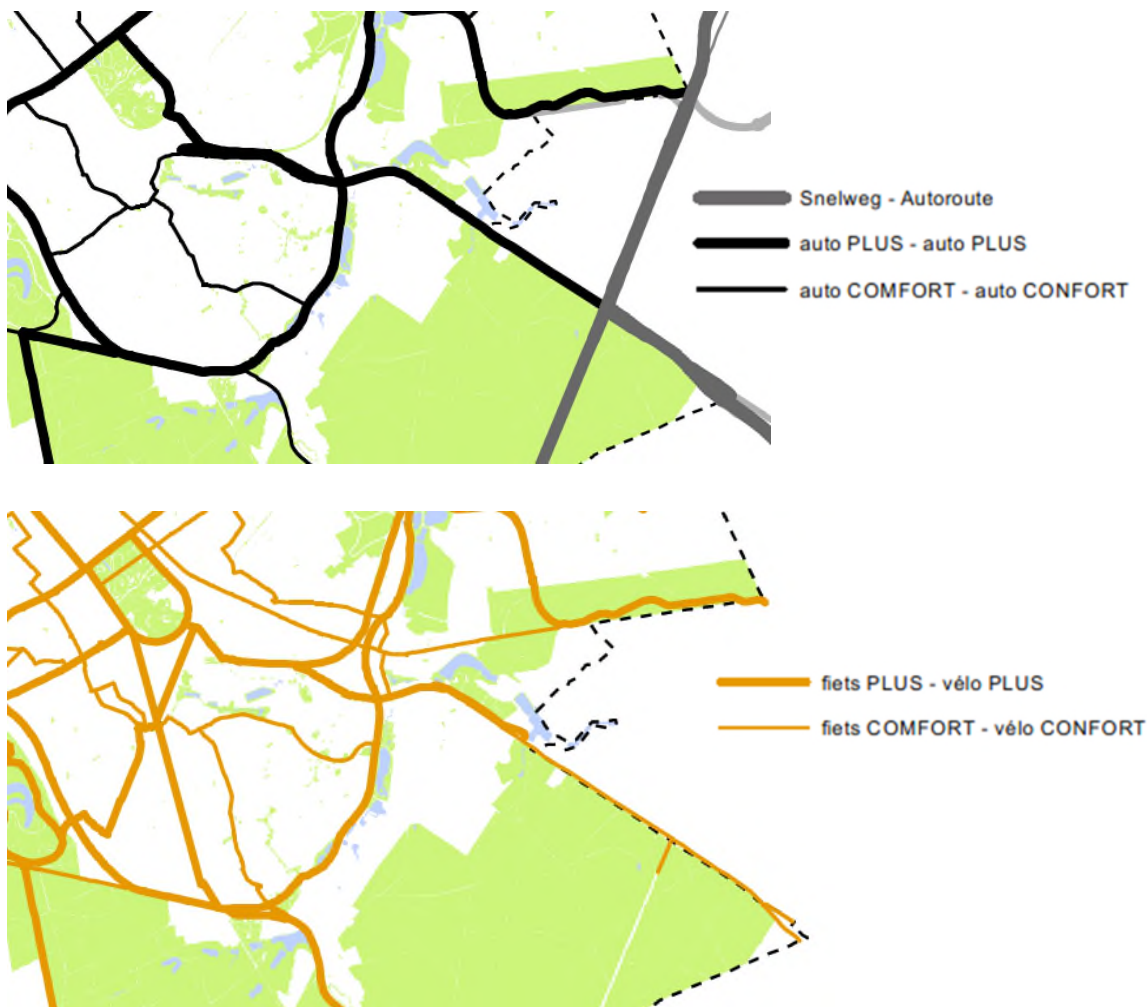 Snelweg - Autoroute
auto PLUS - auto PLUS
auto COMFORT - auto CONFORT
fiets PLUS - vélo PLUS
fiets COMFORT - vélo CONFORT